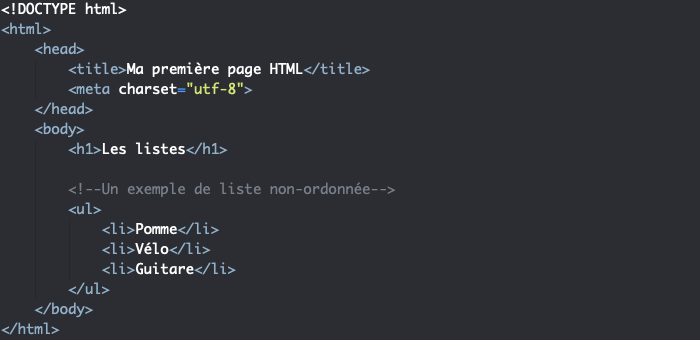 <!DOCTYPE html>
<html>
<head>
<title>Ma première page HTML</title>
<meta charset="utf-8">
</head>
<body>
<h1>Les listes</h1>
<!--Un exemple de liste non-ordonnée-->
<ul>
<li>Pomme</li>
<li>Vélo</li>
<li>Guitare</li>
</ul>
</body>
</html>